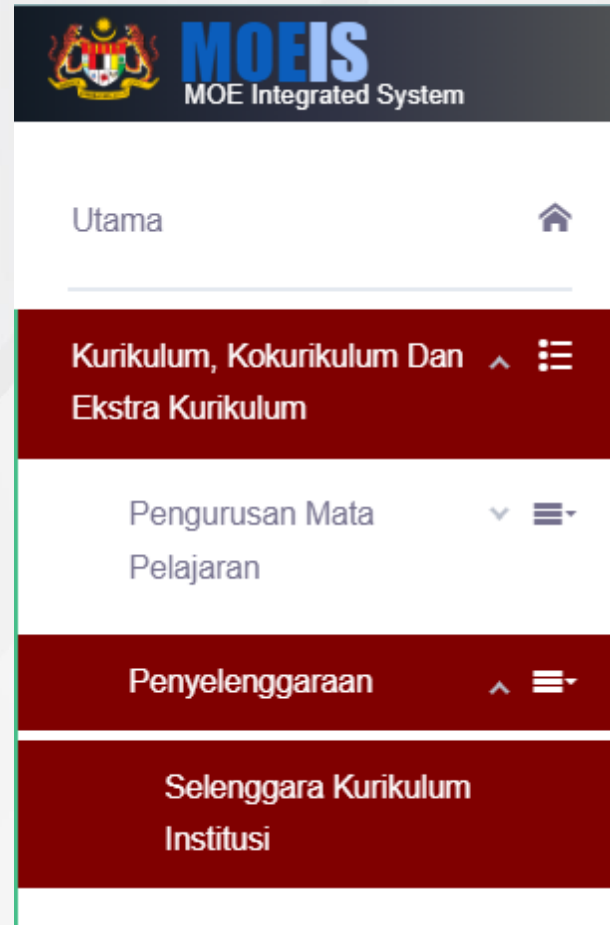 MOEIS
MOE Integrated System
Utama
Kurikulum, Kokurikulum Dan
Ekstra Kurikulum
Pengurusan Mata
Pelajaran
Penyelenggaraan
Selenggara Kurikulum
Institusi